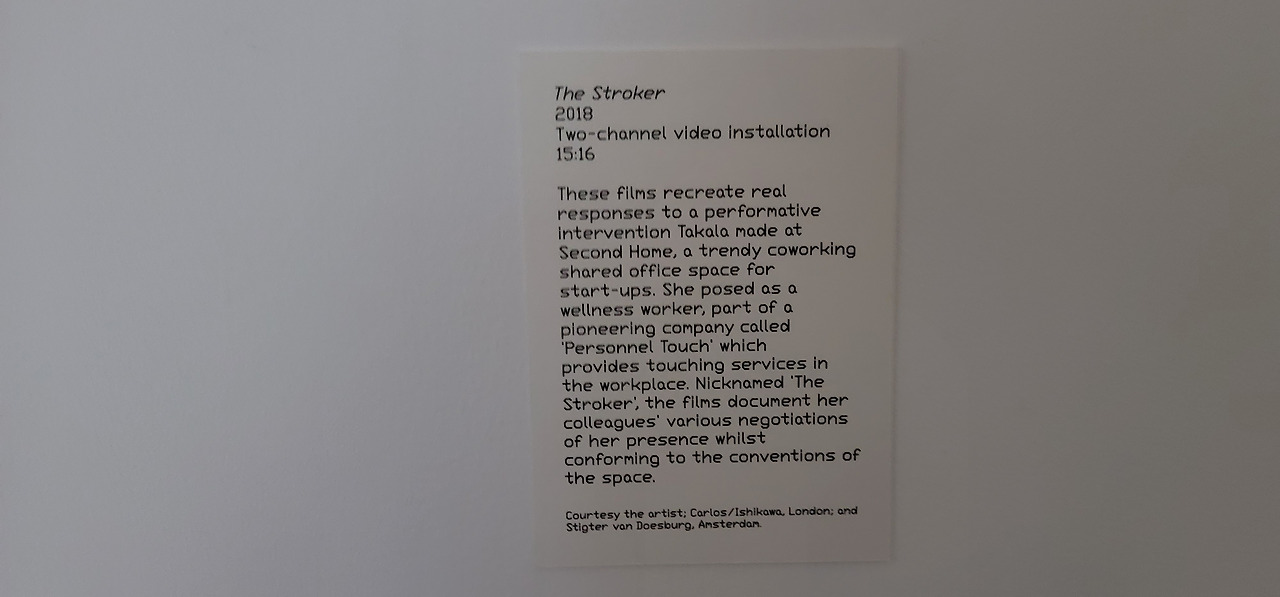 The Stroker
2018
Two-channel video installation
15:16
These films recreate real
responses to a performative
intervention Takala made at
Second Home, a trendy coworking
shared office space for
start-ups. She posed as a
wellness worker, part of a
pioneering company called
'Personnel Touch' which
provides touching services in
the workplace. Nicknamed 'The
Stroker', the films document her
colleagues' various negotiations
of her presence whilst
conforming to the conventions of
the space.
Courtesy the artist; Carlos/Ishikawa, London; and
Stigter van Doesburg, Amsterdam.